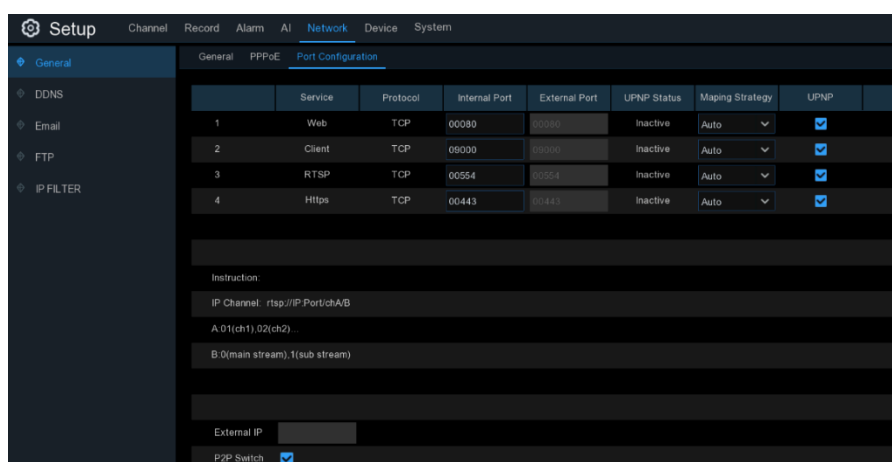 Setup Channel Record Alarm AI Network Device System
General General PPPoE Port Configuration
DDNS
Service Protocol Internal Port External Port UPNP Status Maping Strategy UPNP
Email 1 Web TCP 00080 00080 Inactive Auto
2 Client TCP 09000 09000 Inactive Auto
FTP
3 RTSP TCP 00554 00554 Inactive Auto
IP FILTER
4 Https TCP 00443 00443 Inactive Auto
Instruction:
IP Channel: rtsp://IP:Port/chA/B
A:01(ch1),02(ch2)...
B:0(main stream),1(sub stream)
External IP
P2P Switch